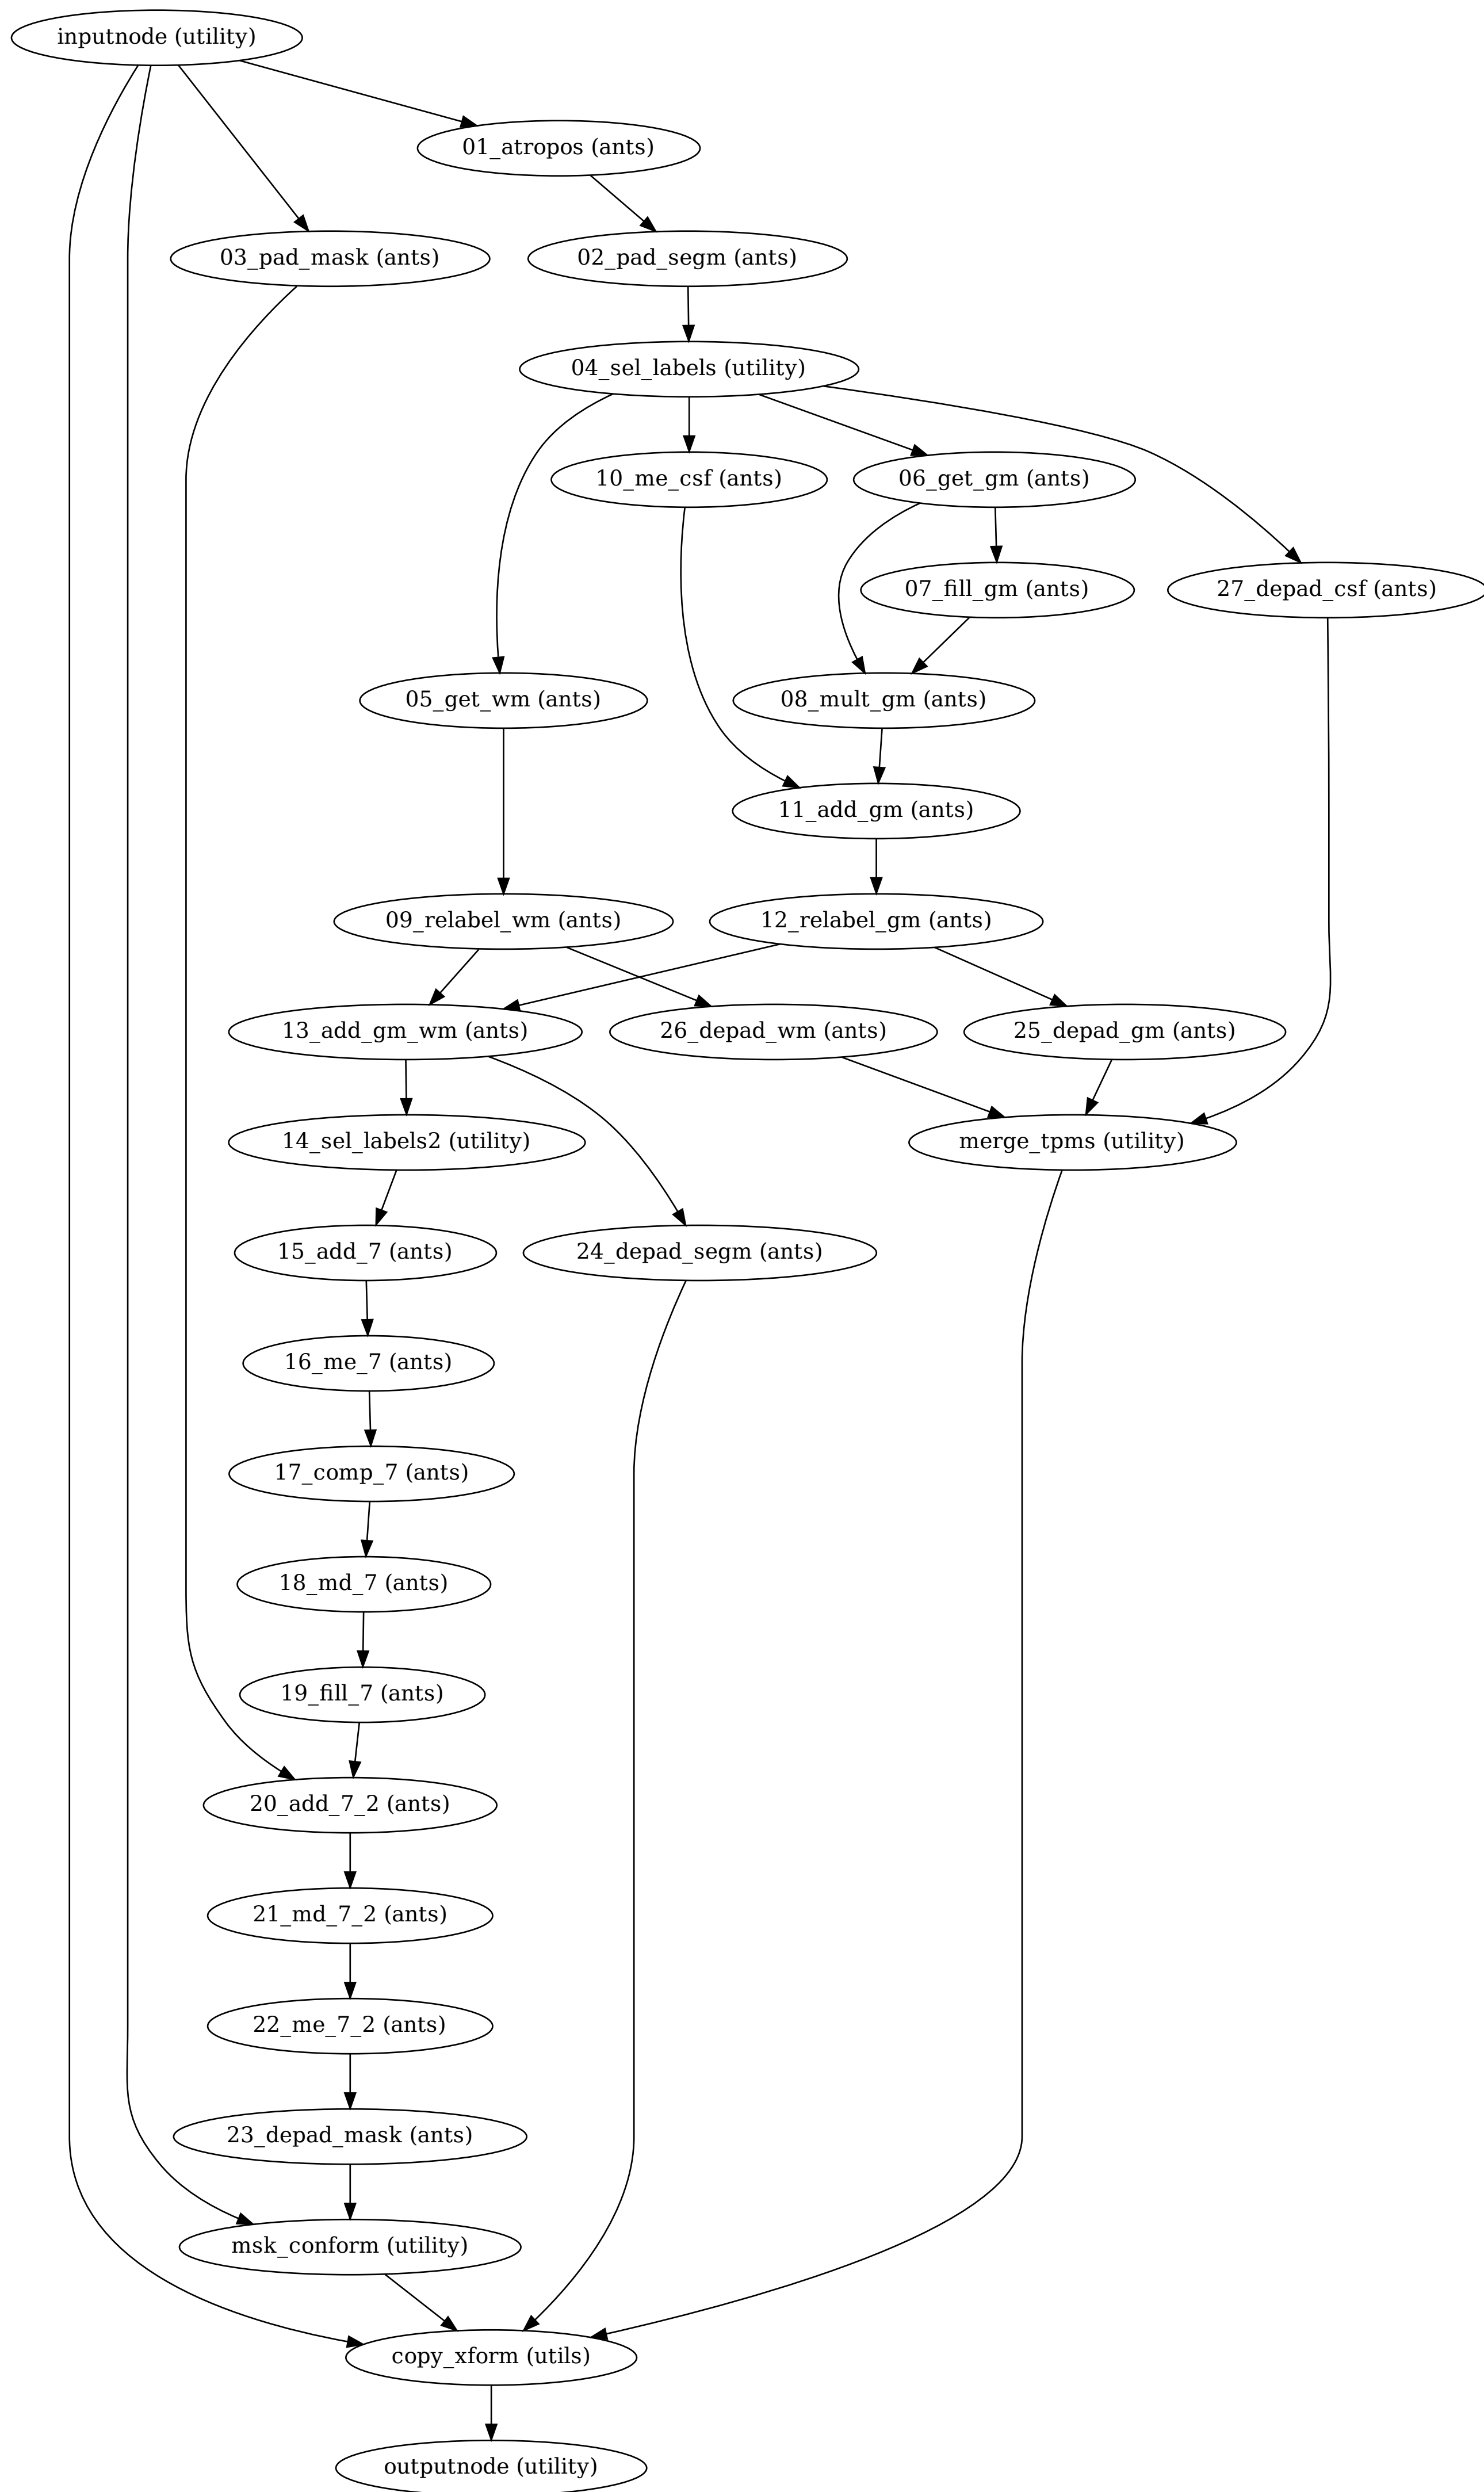 inputnode (utility)
01_atropos (ants)
03_pad_mask (ants)
02_pad_segm (ants)
04_sel_labels (utility)
10_me_csf (ants)
06_get_gm (ants)
07_fill_gm (ants)
27_depad_csf (ants)
05_get_wm (ants)
08_mult_gm (ants)
11_add_gm (ants)
09_relabel_wm (ants)
12_relabel_gm (ants)
13_add_gm_wm (ants)
26_depad_wm (ants)
25_depad_gm (ants)
14_sel_labels2 (utility)
merge_tpms (utility)
15_add_7 (ants)
24_depad_segm (ants)
16_me_7 (ants)
17_comp_7 (ants)
18_md_7 (ants)
19_fill_7 (ants)
20_add_7_2 (ants)
21_md_7_2 (ants)
22_me_7_2 (ants)
23_depad_mask (ants)
msk_conform (utility)
copy_xform (utils)
outputnode (utility)